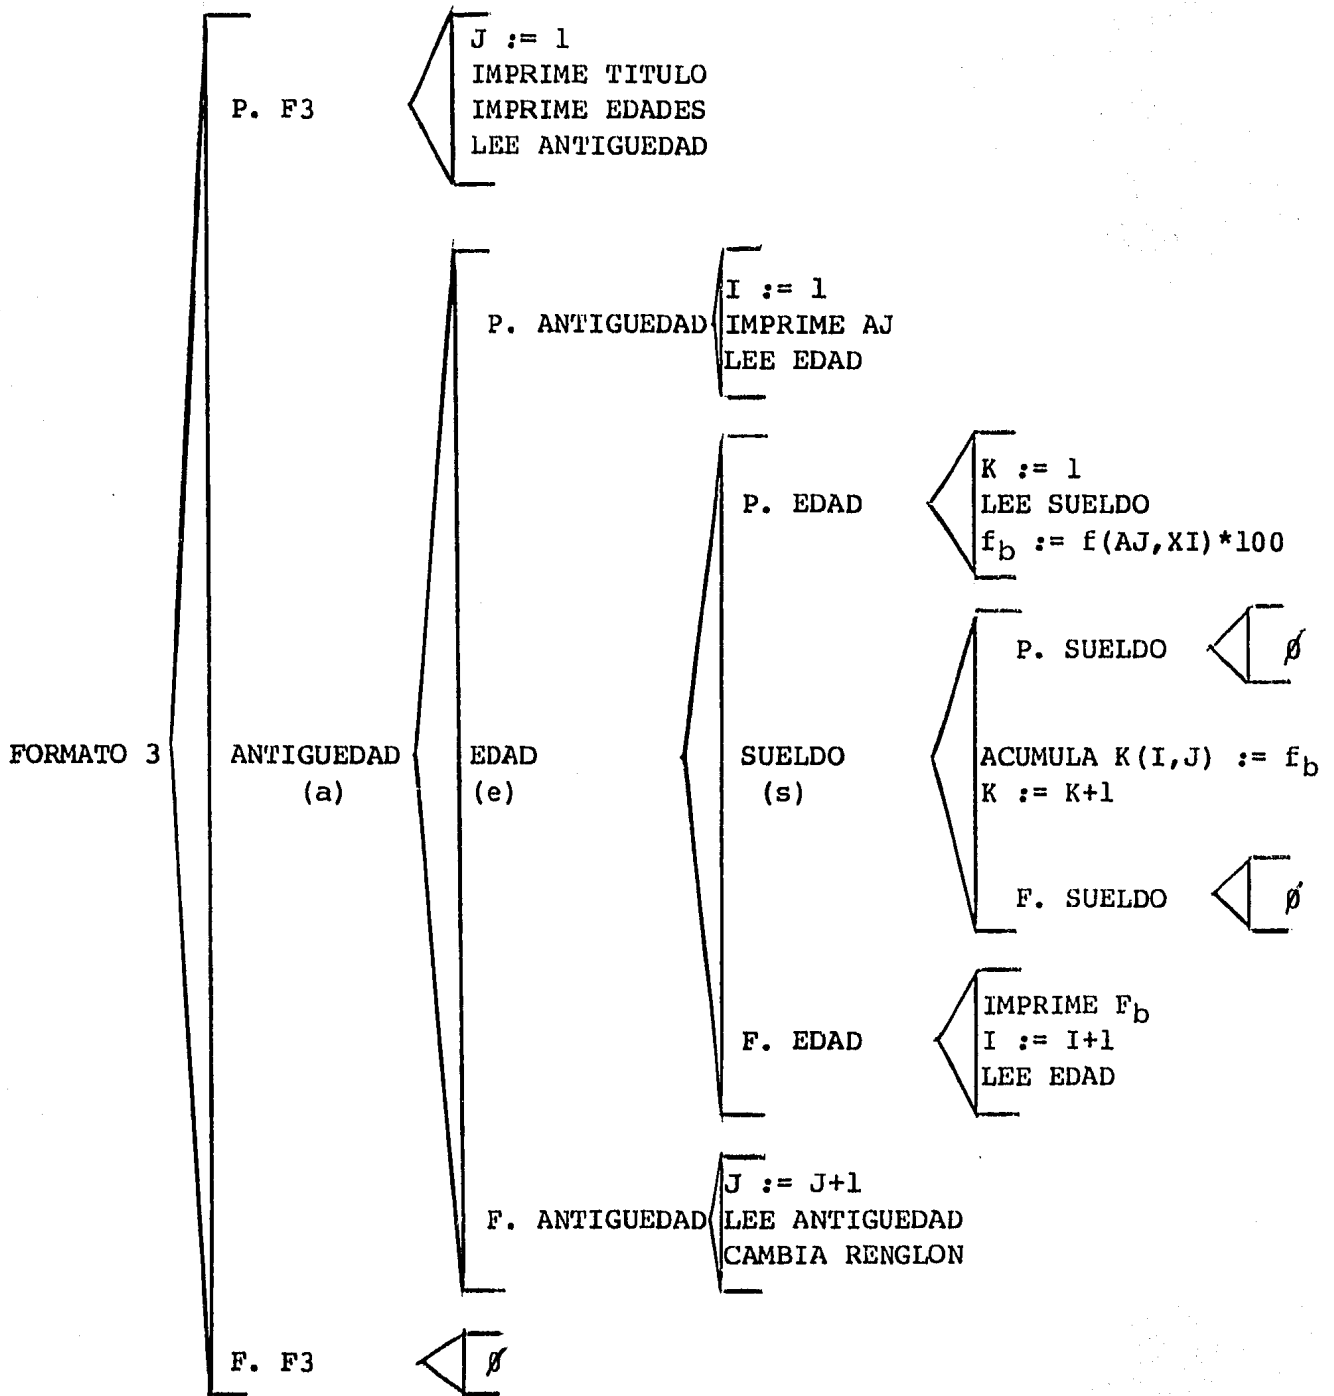 J := 1
IMPRIME TITULO
P. F3
IMPRIME EDADES
LEE ANTIGUEDAD
I := 1
P. ANTIGUEDAD
IMPRIME AJ
LEE EDAD
K := 1
P. EDAD
LEE SUELDO
f_b := f(AJ,XI)*100
P. SUELDO
ø
FORMATO 3
ANTIGUEDAD
(a)
EDAD
(e)
SUELDO
(s)
ACUMULA K(I,J) := f_b
K := K+1
F. SUELDO
ø
IMPRIME F_b
F. EDAD
I := I+1
LEE EDAD
J := J+1
F. ANTIGUEDAD
LEE ANTIGUEDAD
CAMBIA RENGLON
F. F3
ø